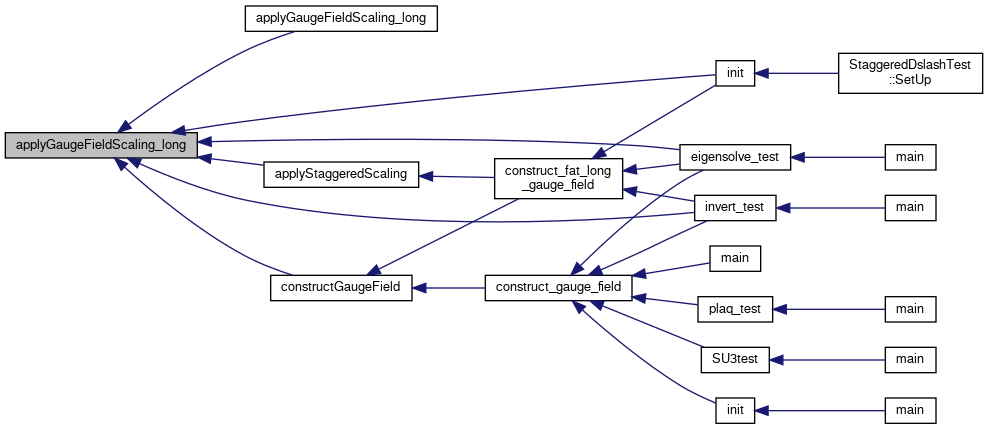 applyGaugeFieldScaling_long
applyGaugeFieldScaling_long
init
StaggeredDslashTest
::SetUp
applyStaggeredScaling
construct_fat_long
_gauge_field
eigensolve_test
main
invert_test
main
constructGaugeField
construct_gauge_field
main
plaq_test
main
SU3test
main
init
main